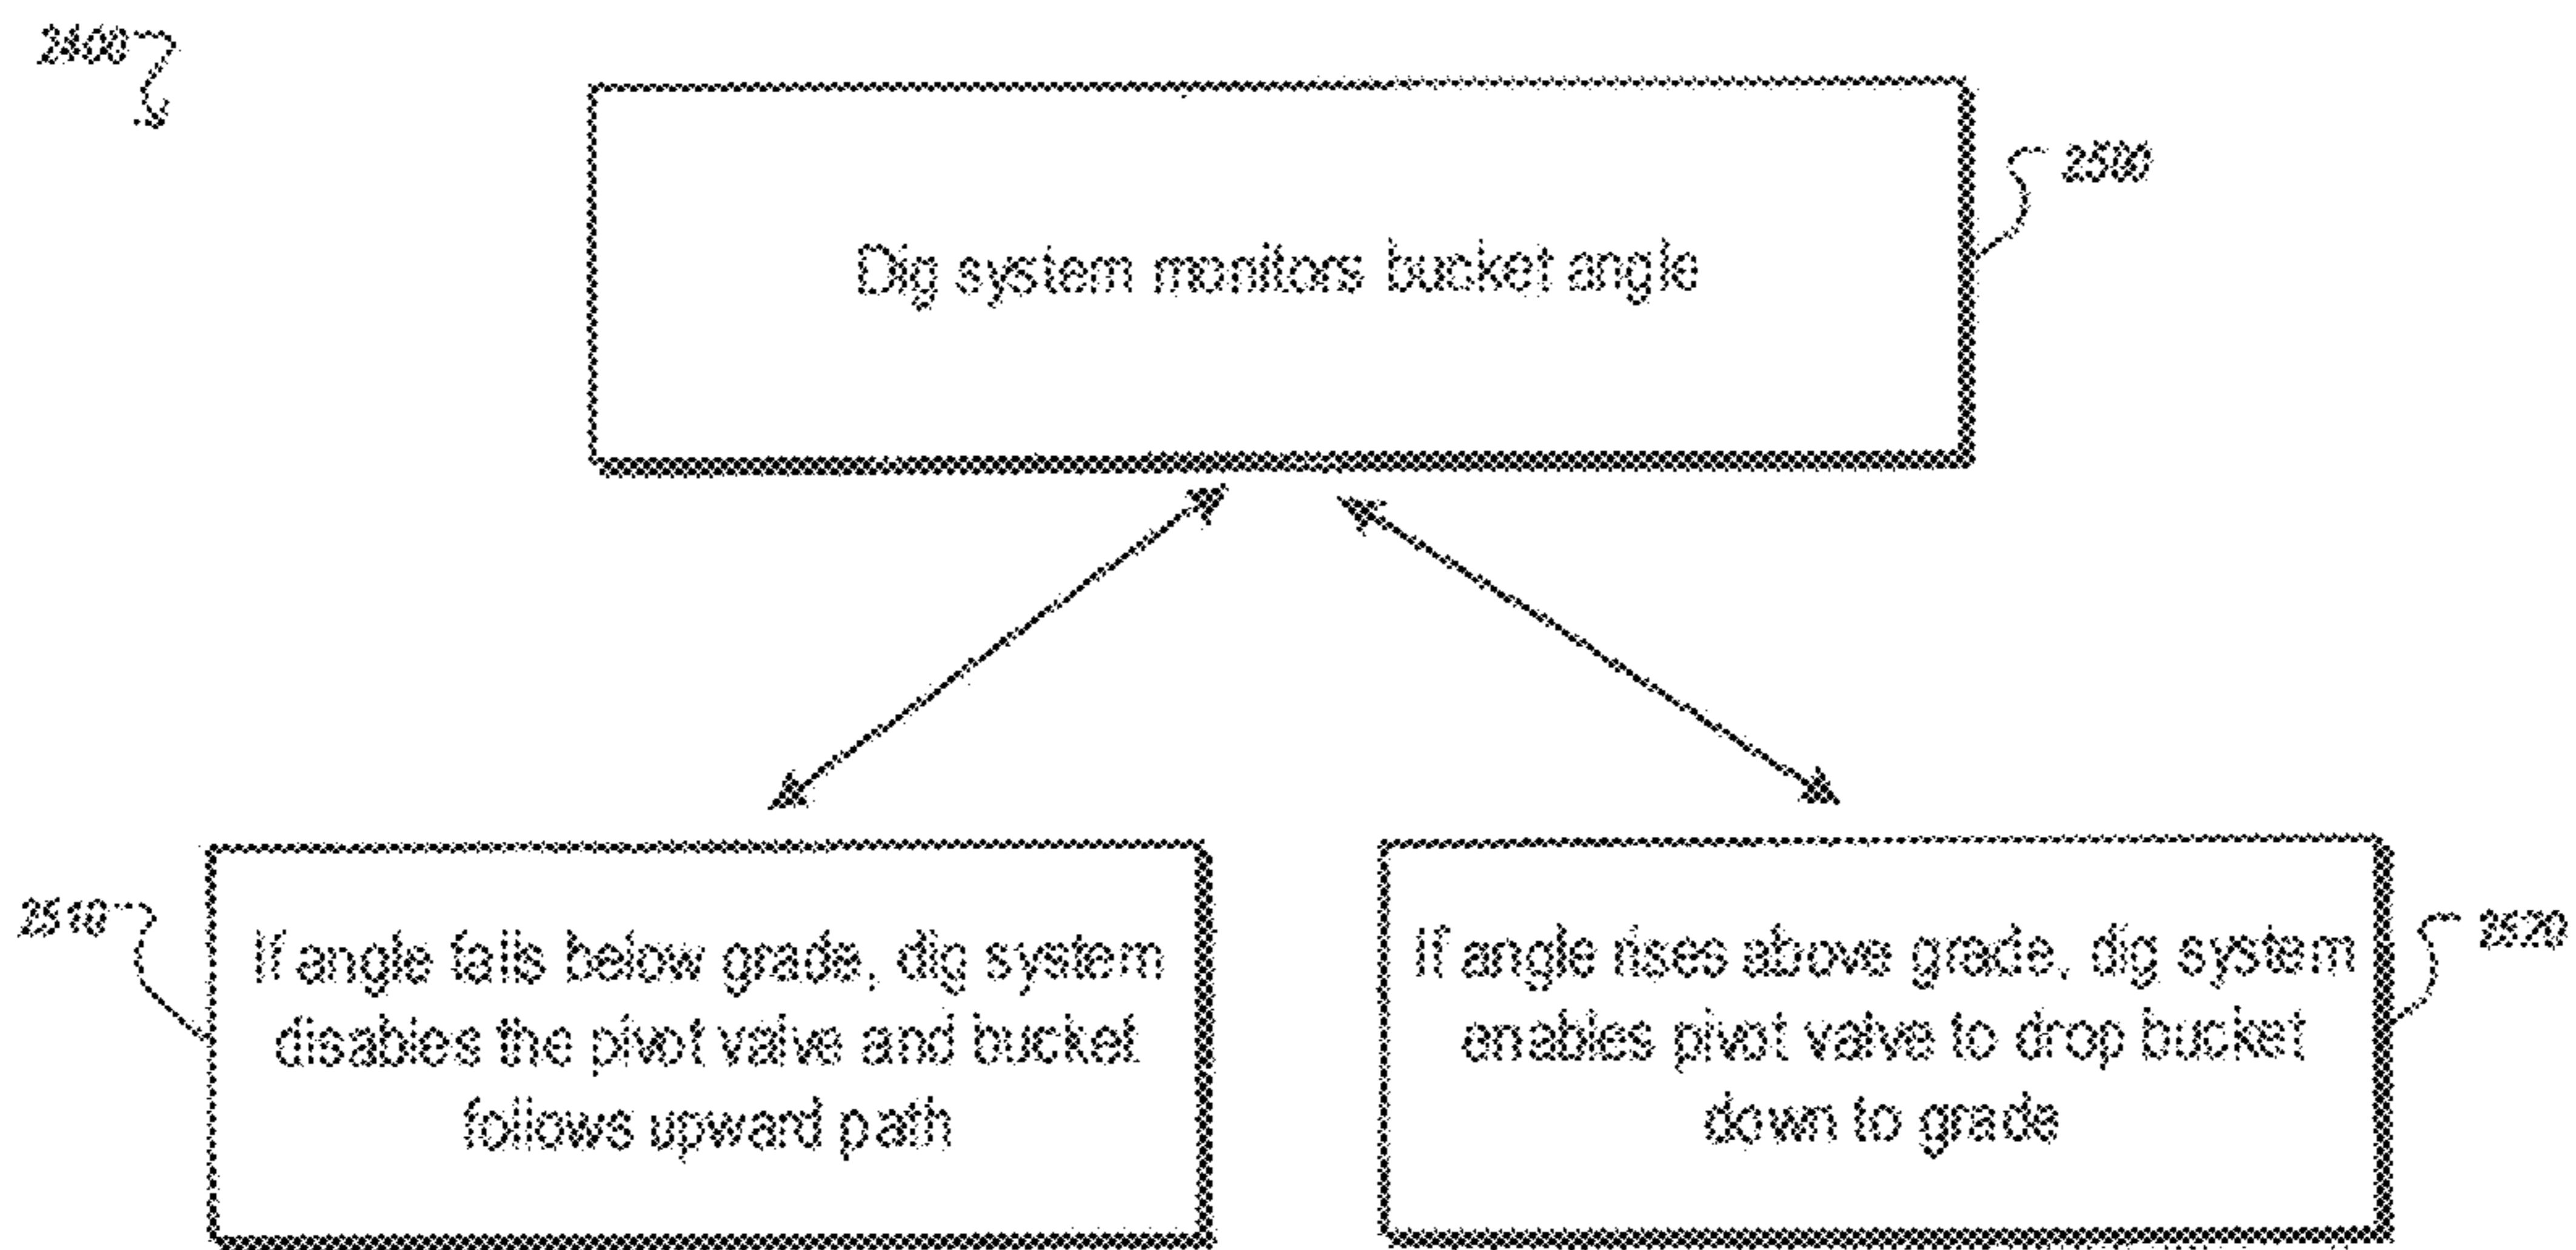 2400
2500
Dig system monitors bucket angle
2510
If angle falls below grade, dig system
disables the pivot valve and bucket
follows upward path
If angle rises above grade, dig system
enables pivot valve to drop bucket
down to grade
2520